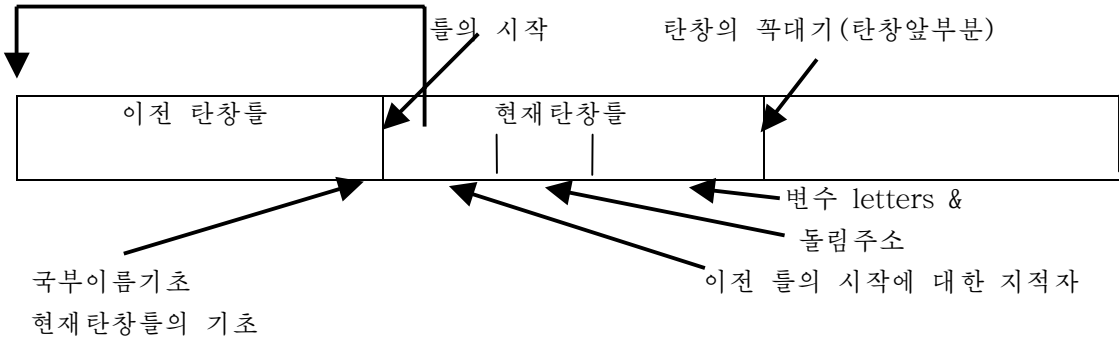 틀의 시작 탄창의 꼭대기(탄창앞부분)
이전 탄창틀 현재탄창틀
변수 letters &
돌림주소
국부이름기초 이전 틀의 시작에 대한 지적자
현재탄창틀의 기초